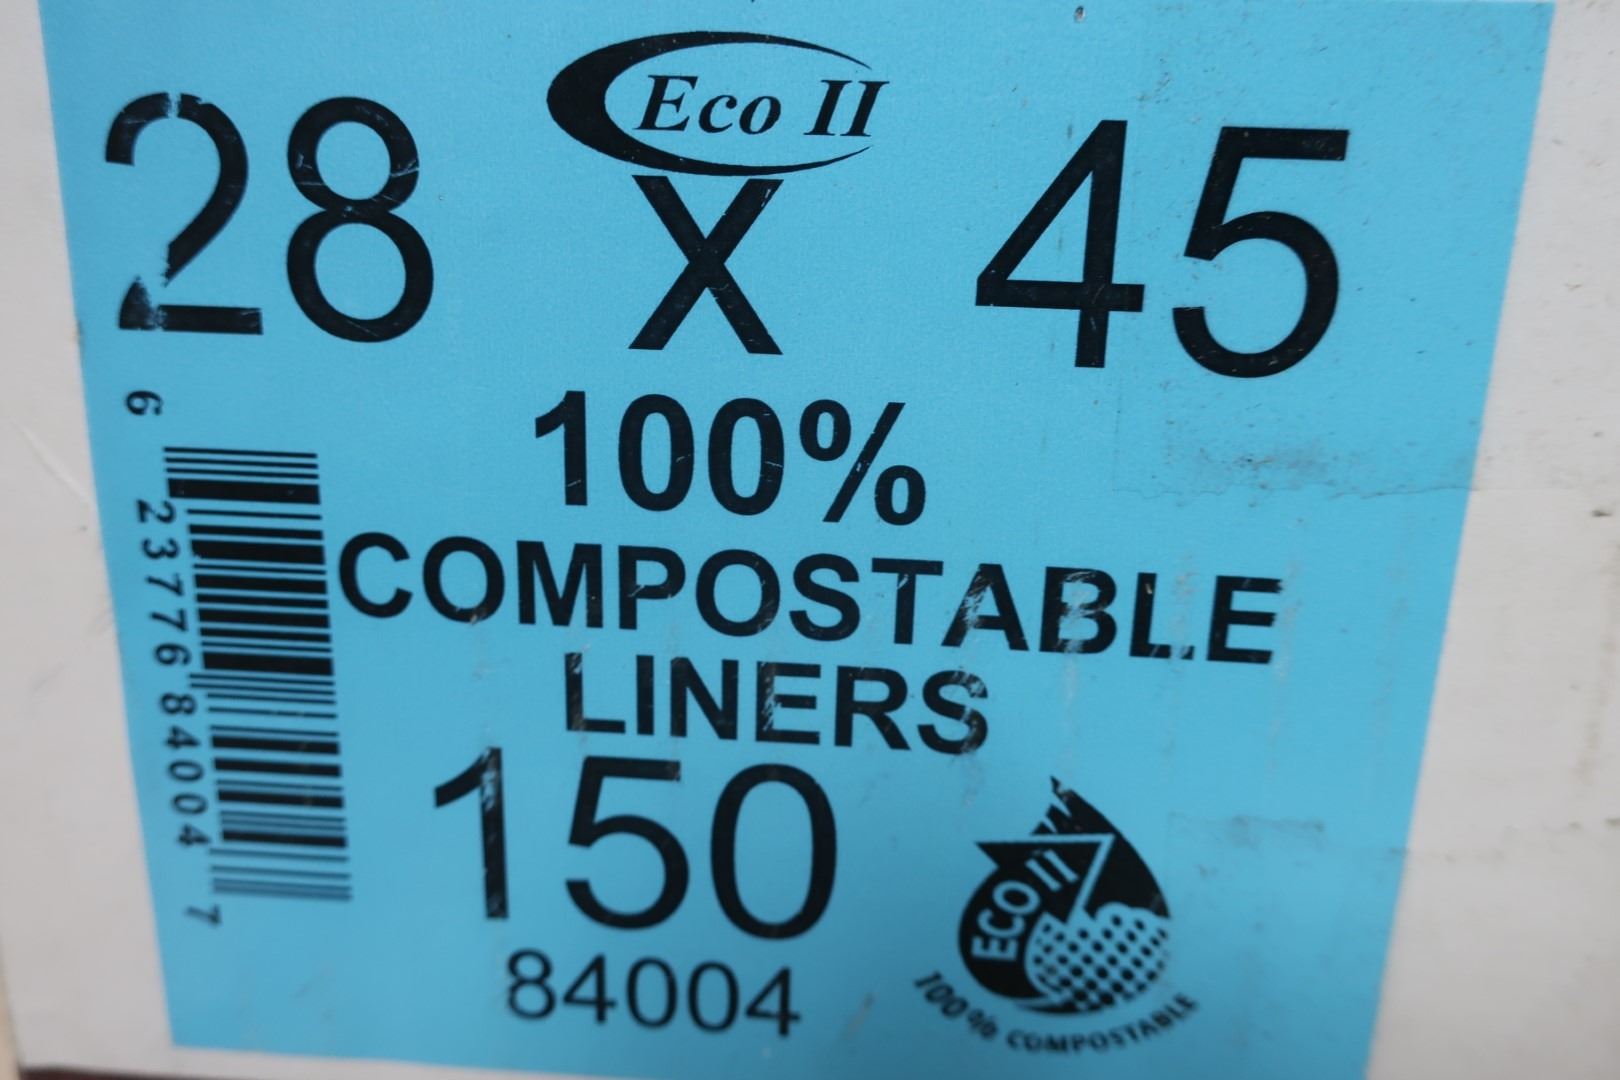 Eco II
28 X 45
100%
COMPOSTABLE
LINERS
150
84004
6 23776 84004 7
ECO II
100% COMPOSTABLE